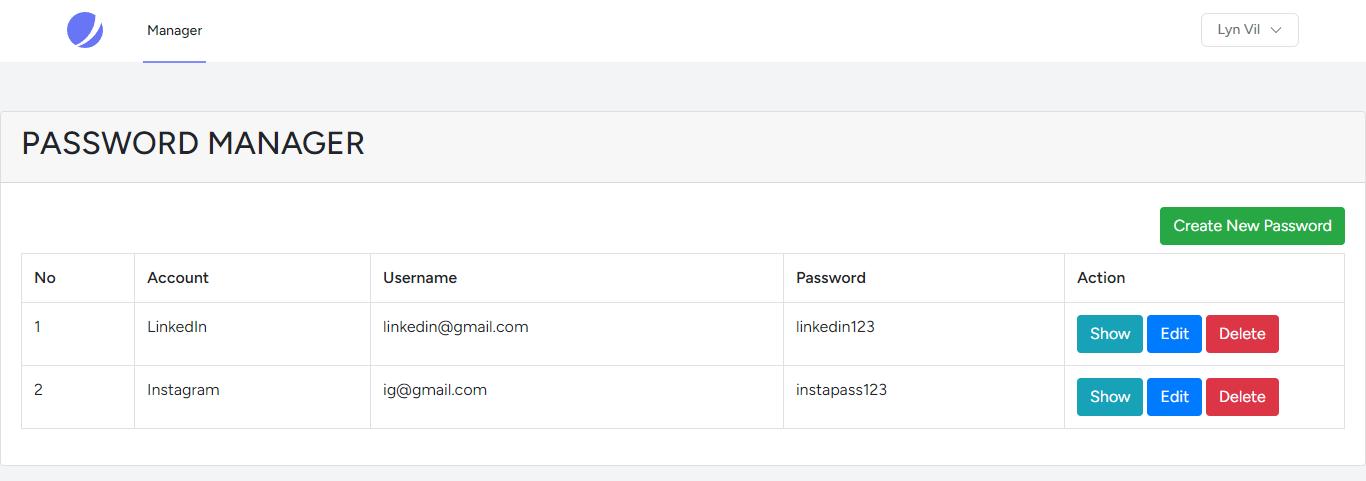 Manager
Lyn Vil
PASSWORD MANAGER
Create New Password
No Account Username Password Action
1 LinkedIn linkedin@gmail.com linkedin123 Show Edit Delete
2 Instagram ig@gmail.com instapass123 Show Edit Delete